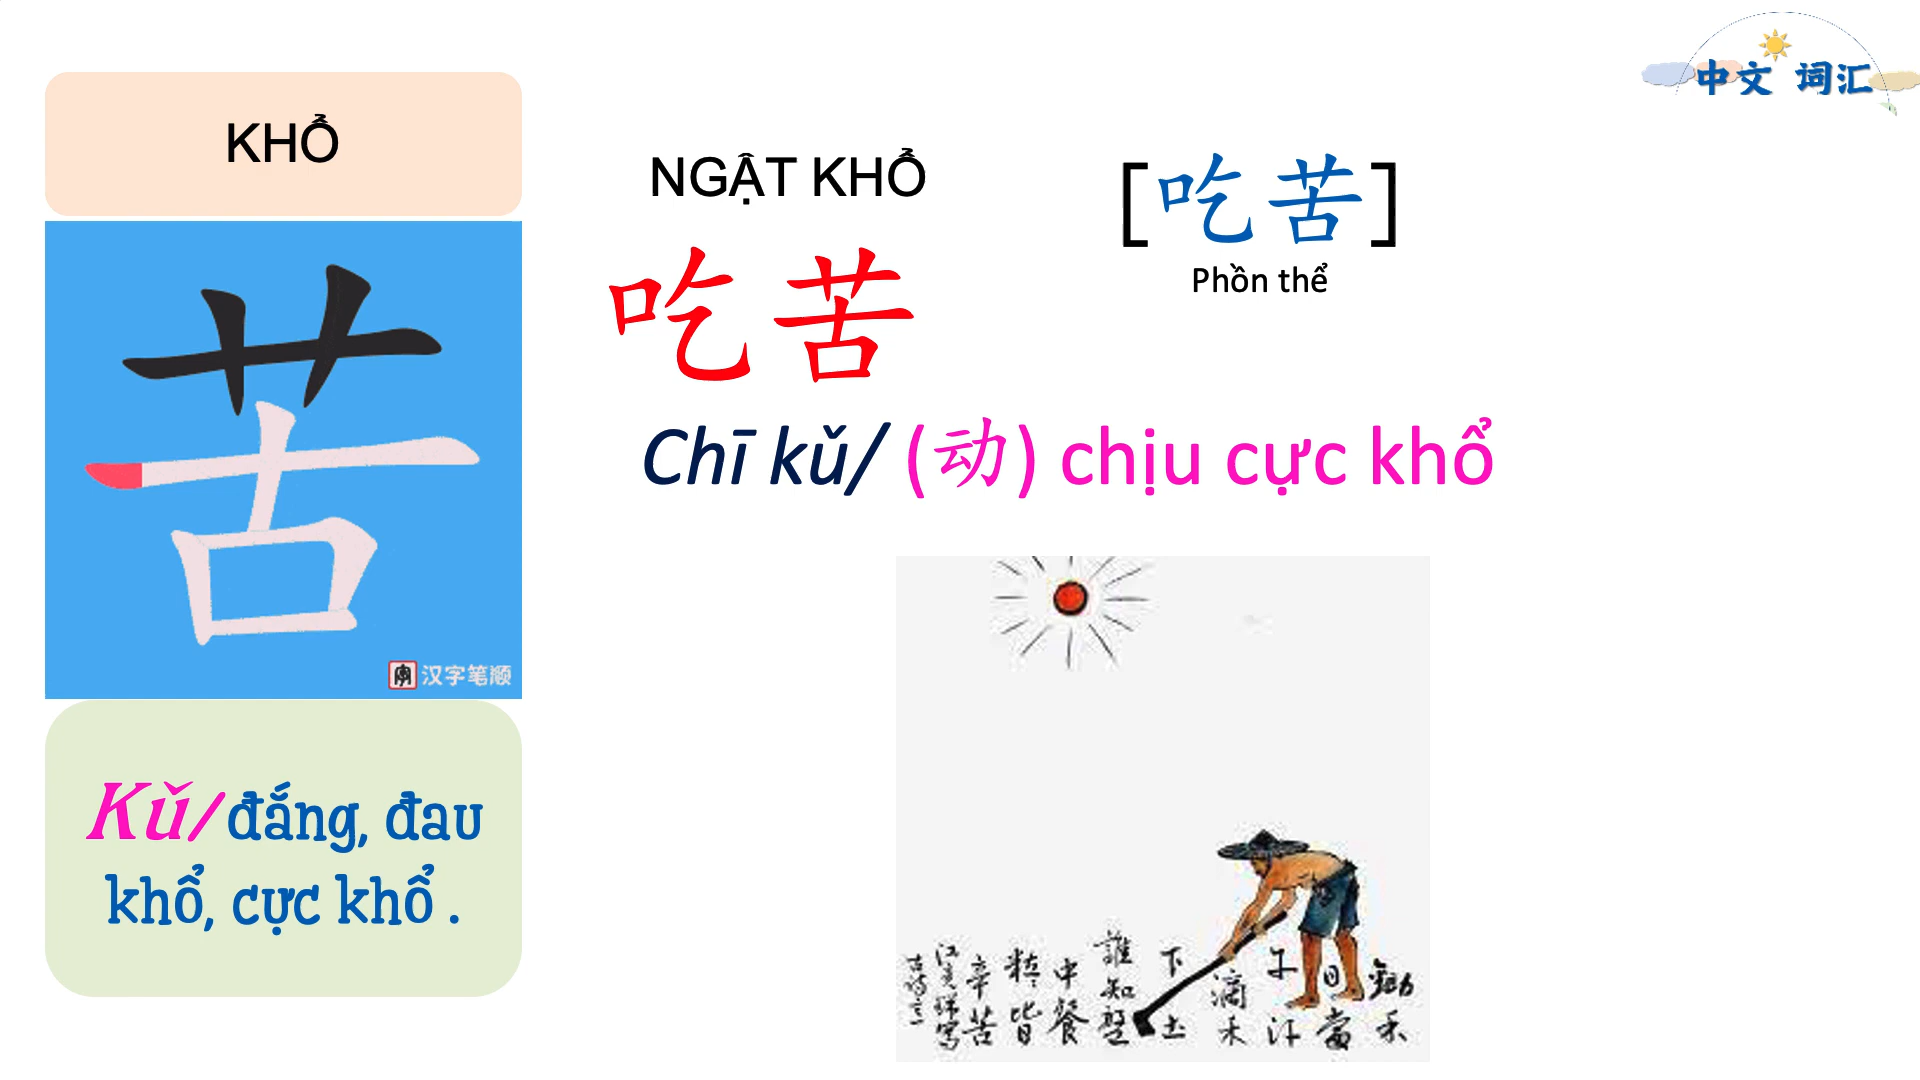 中文 词汇
KHỔ
汉字笔顺
Kǔ/ đắng, đau
khổ, cực khổ .
NGẬT KHỔ
吃 苦
[吃 苦]
Phồn thể
Chī kǔ/ (动) chịu cực khổ
鋤禾
日當
午汗
滴禾
下土
誰知盤
中餐
粒皆
辛苦